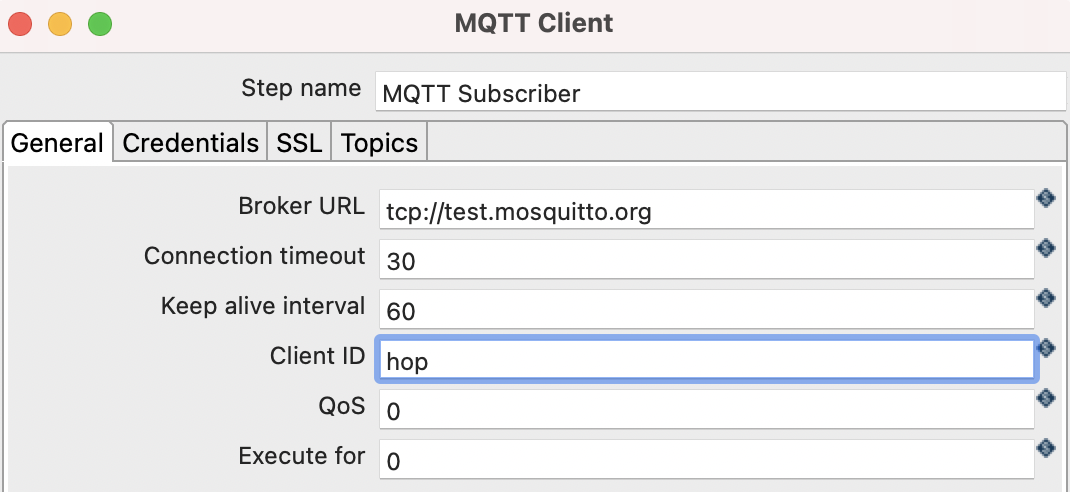 MQTT Client
Step name MQTT Subscriber
General Credentials SSL Topics
Broker URL tcp://test.mosquitto.org
Connection timeout 30
Keep alive interval 60
Client ID hop
QoS 0
Execute for 0